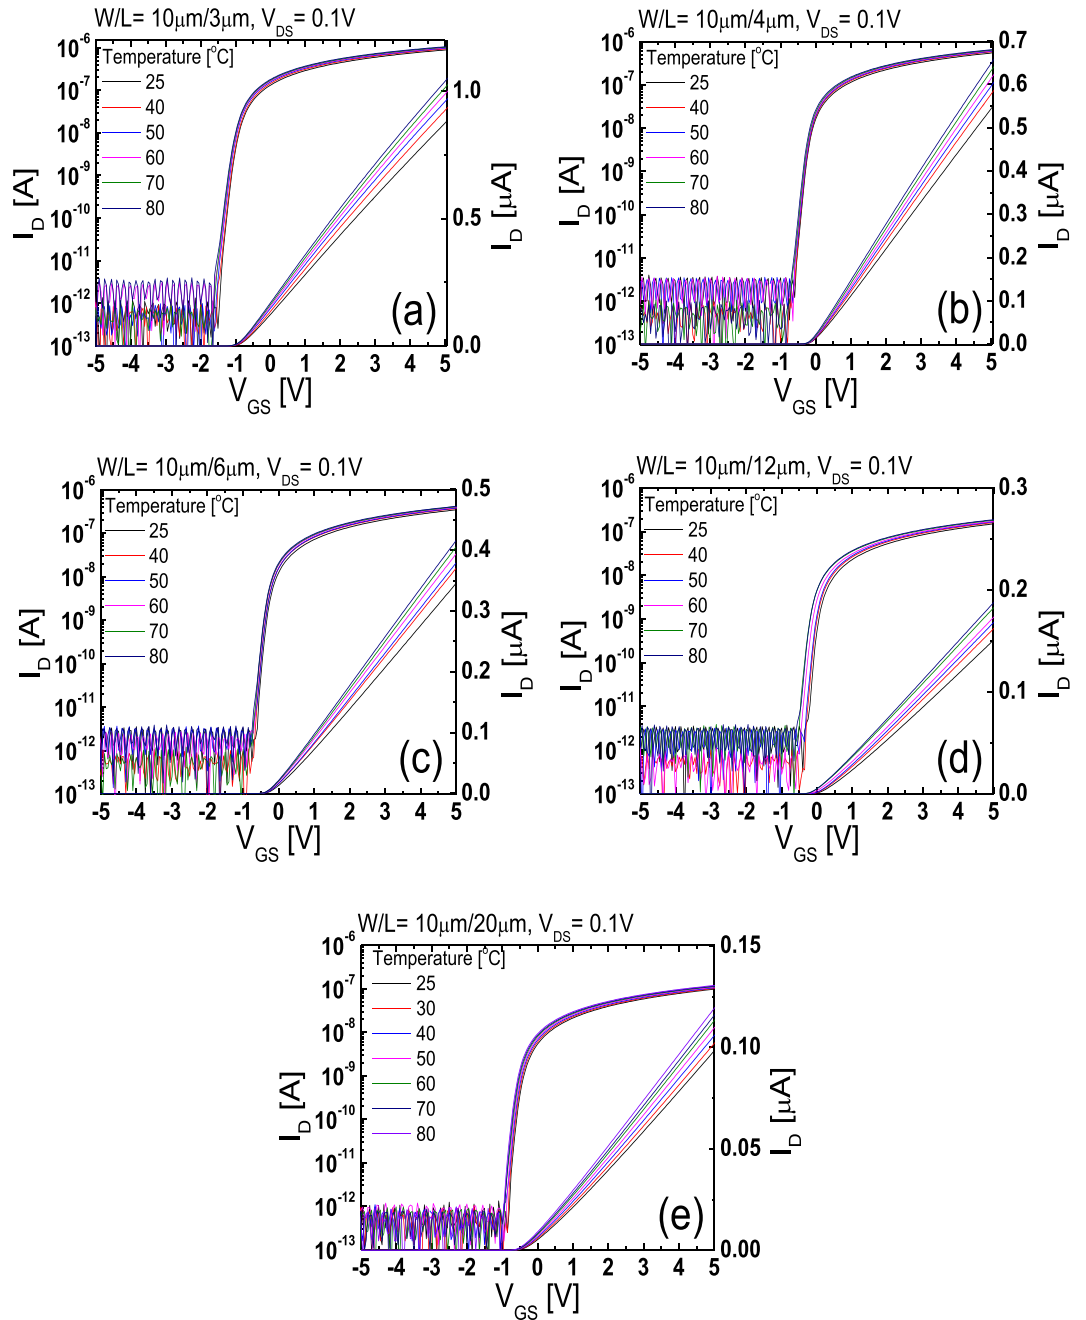 W/L= 10μm/3μm, V_DS= 0.1V
Temperature [°C]
25
40
50
60
70
80
10^-6
10^-7
10^-8
10^-9
10^-10
10^-11
10^-12
10^-13
I_D [A]
1.0
0.5
0.0
I_D [μA]
(a)
-5 -4 -3 -2 -1 0 1 2 3 4 5
V_GS [V]
W/L= 10μm/4μm, V_DS= 0.1V
Temperature [°C]
25
40
50
60
70
80
10^-6
10^-7
10^-8
10^-9
10^-10
10^-11
10^-12
10^-13
I_D [A]
0.7
0.6
0.5
0.4
0.3
0.2
0.1
0.0
I_D [μA]
(b)
-5 -4 -3 -2 -1 0 1 2 3 4 5
V_GS [V]
W/L= 10μm/6μm, V_DS= 0.1V
Temperature [°C]
25
40
50
60
70
80
10^-6
10^-7
10^-8
10^-9
10^-10
10^-11
10^-12
10^-13
I_D [A]
0.5
0.4
0.3
0.2
0.1
0.0
I_D [μA]
(c)
-5 -4 -3 -2 -1 0 1 2 3 4 5
V_GS [V]
W/L= 10μm/12μm, V_DS= 0.1V
Temperature [°C]
25
40
50
60
70
80
10^-6
10^-7
10^-8
10^-9
10^-10
10^-11
10^-12
10^-13
I_D [A]
0.3
0.2
0.1
0.0
I_D [μA]
(d)
-5 -4 -3 -2 -1 0 1 2 3 4 5
V_GS [V]
W/L= 10μm/20μm, V_DS= 0.1V
Temperature [°C]
25
30
40
50
60
70
80
10^-6
10^-7
10^-8
10^-9
10^-10
10^-11
10^-12
10^-13
I_D [A]
0.15
0.10
0.05
0.00
I_D [μA]
(e)
-5 -4 -3 -2 -1 0 1 2 3 4 5
V_GS [V]